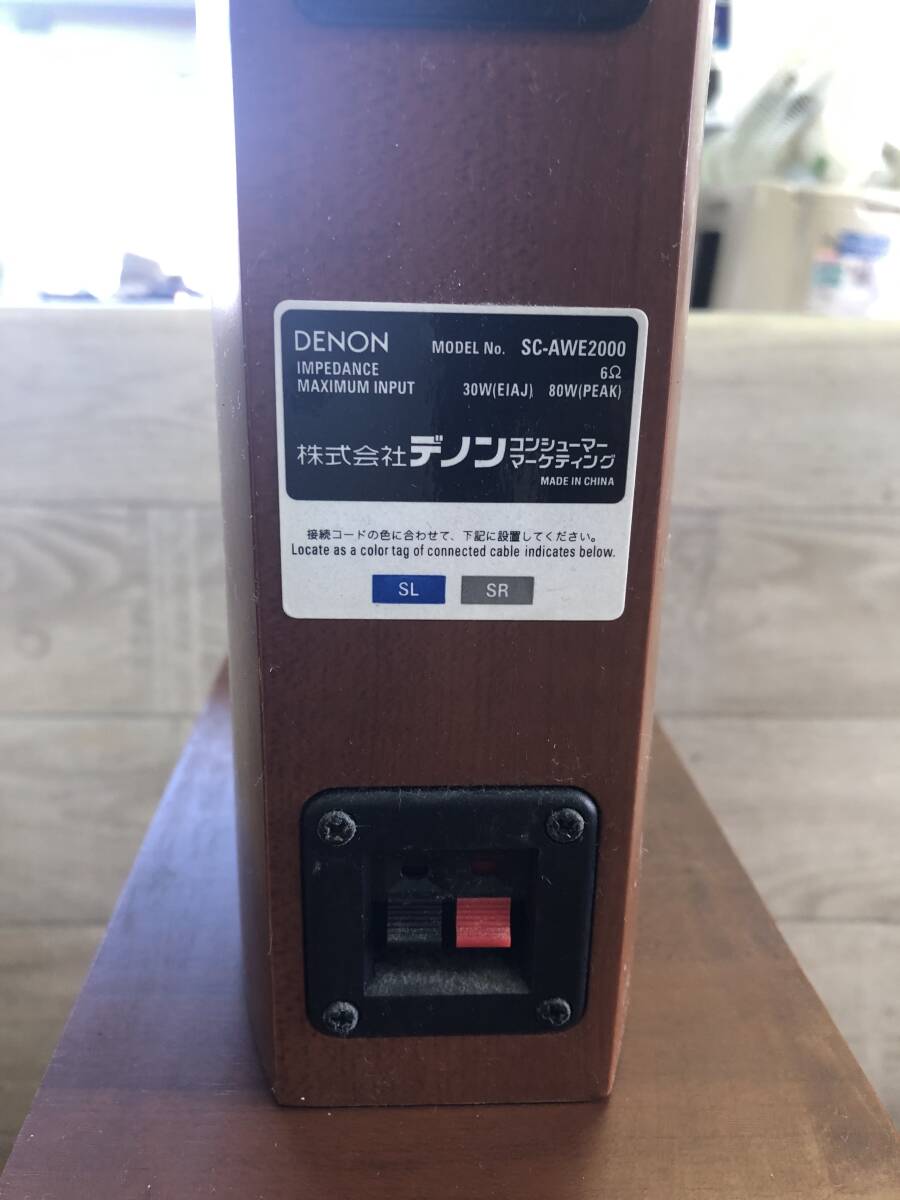 DENON MODEL No. SC-AWE2000
IMPEDANCE 6Ω
MAXIMUM INPUT 30W(EIAJ) 80W(PEAK)
株式会社デノン コンシューマー
マーケティング
MADE IN CHINA
接続コードの色に合わせて、下記に設置してください。
Locate as a color tag of connected cable indicates below.
SL SR